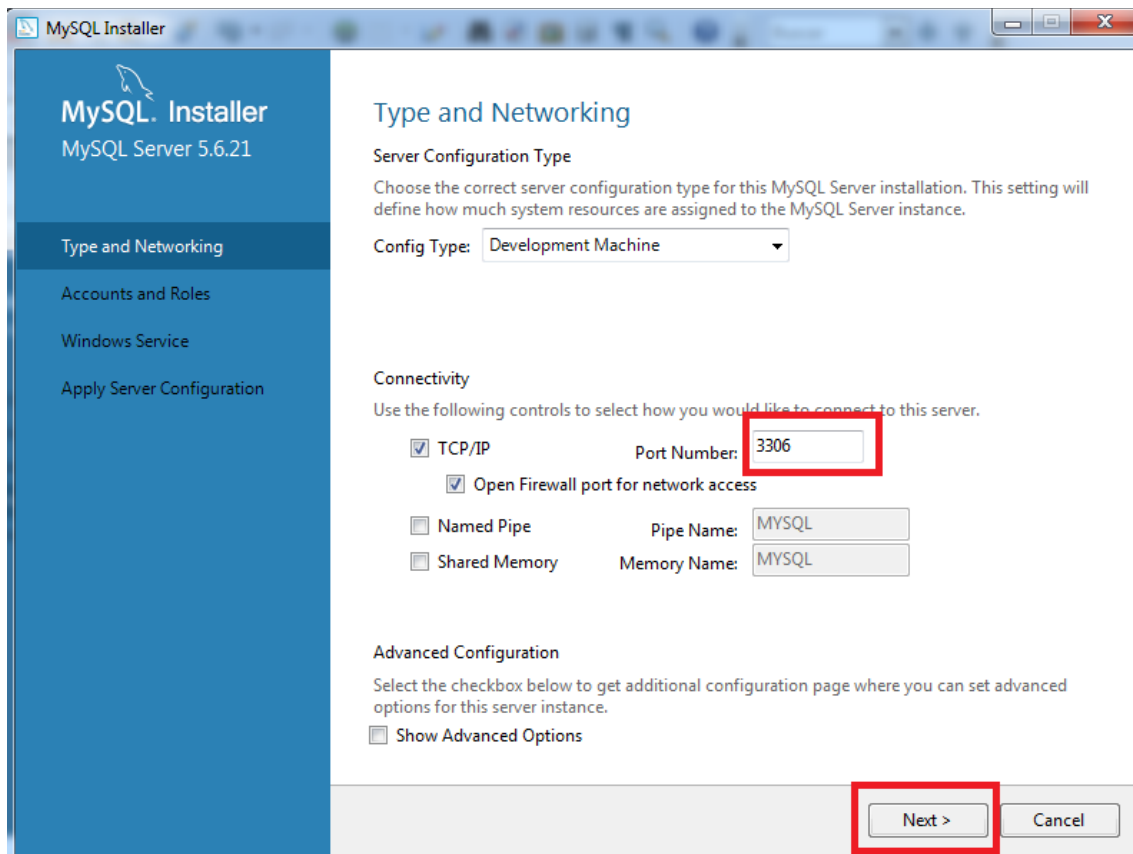 MySQL Installer
MySQL. Installer
MySQL Server 5.6.21
Type and Networking
Accounts and Roles
Windows Service
Apply Server Configuration
Type and Networking
Server Configuration Type
Choose the correct server configuration type for this MySQL Server installation. This setting will
define how much system resources are assigned to the MySQL Server instance.
Config Type: Development Machine
Connectivity
Use the following controls to select how you would like to connect to this server.
TCP/IP Port Number: 3306
Open Firewall port for network access
Named Pipe Pipe Name: MYSQL
Shared Memory Memory Name: MYSQL
Advanced Configuration
Select the checkbox below to get additional configuration page where you can set advanced
options for this server instance.
Show Advanced Options
Next > Cancel